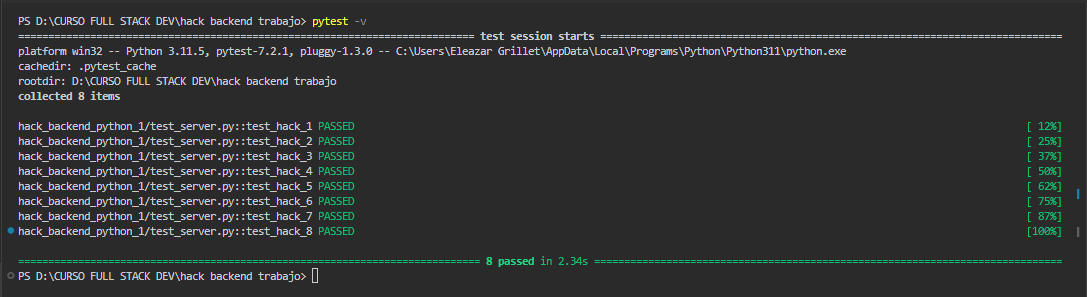 PS D:\CURSO FULL STACK DEV\hack backend trabajo> pytest -v
================================================================================ test session starts ================================================================================
platform win32 -- Python 3.11.5, pytest-7.2.1, pluggy-1.3.0 -- C:\Users\Eleazar Grillet\AppData\Local\Programs\Python\Python311\python.exe
cachedir: .pytest_cache
rootdir: D:\CURSO FULL STACK DEV\hack backend trabajo
collected 8 items
hack_backend_python_1/test_server.py::test_hack_1 PASSED [ 12%]
hack_backend_python_1/test_server.py::test_hack_2 PASSED [ 25%]
hack_backend_python_1/test_server.py::test_hack_3 PASSED [ 37%]
hack_backend_python_1/test_server.py::test_hack_4 PASSED [ 50%]
hack_backend_python_1/test_server.py::test_hack_5 PASSED [ 62%]
hack_backend_python_1/test_server.py::test_hack_6 PASSED [ 75%]
hack_backend_python_1/test_server.py::test_hack_7 PASSED [ 87%]
hack_backend_python_1/test_server.py::test_hack_8 PASSED [100%]
================================================================================= 8 passed in 2.34s =================================================================================
PS D:\CURSO FULL STACK DEV\hack backend trabajo>